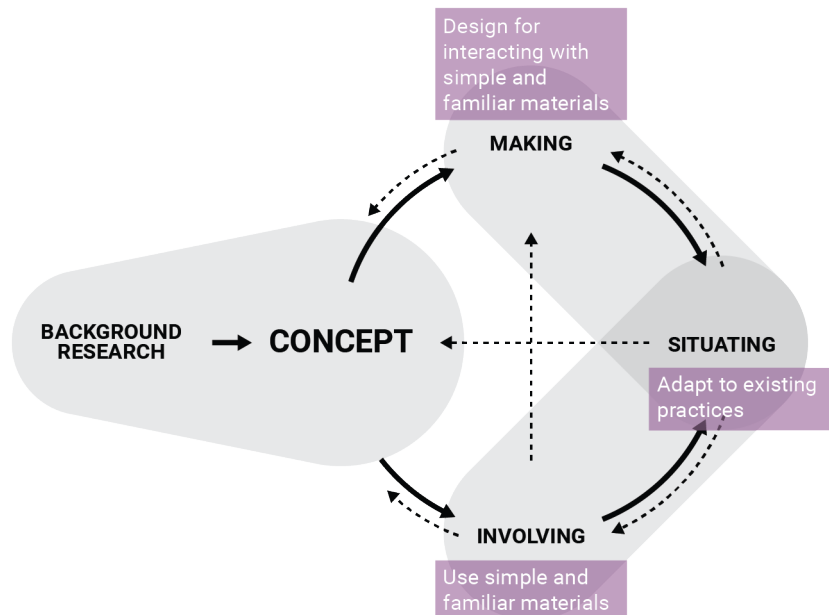 Design for
interacting with
simple and
familiar materials
MAKING
BACKGROUND
RESEARCH
CONCEPT
SITUATING
Adapt to existing
practices
INVOLVING
Use simple and
familiar materials